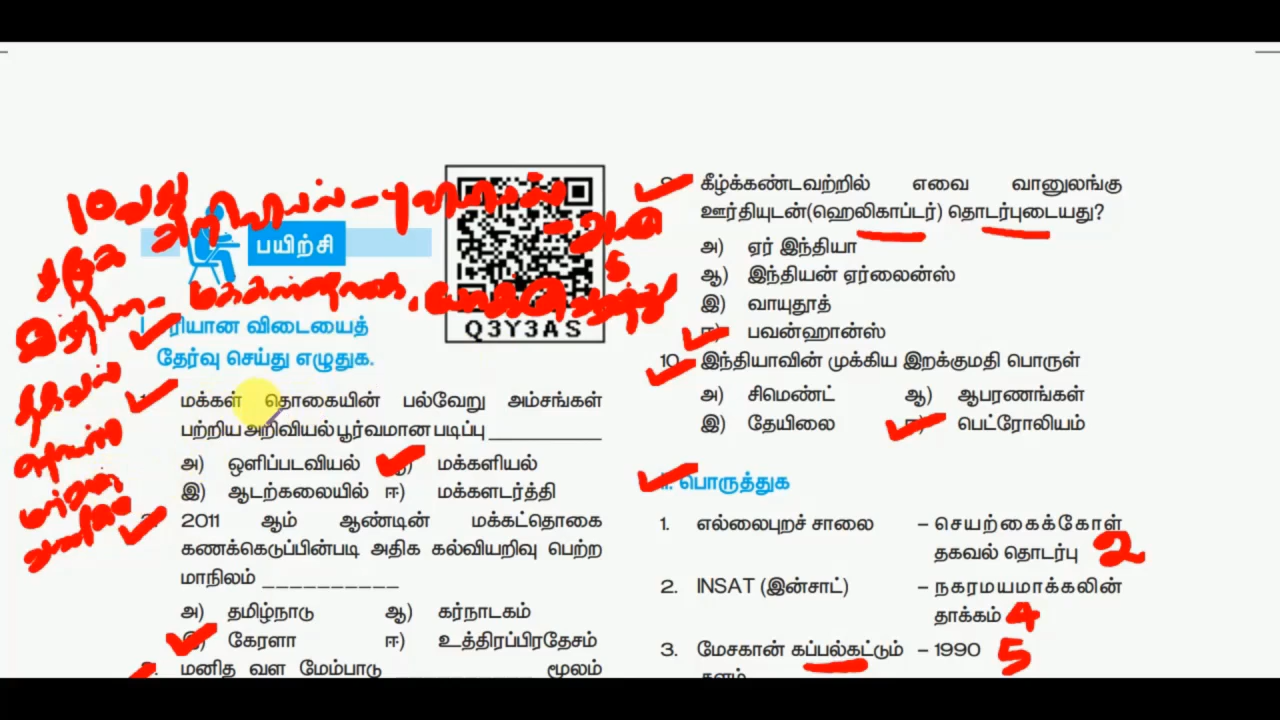 10வது
பயிற்சி
Q3Y3AS
ரியான விடையைத்
தேர்வு செய்து எழுதுக.
மக்கள் தொகையின் பல்வேறு அம்சங்கள்
பற்றிய அறிவியல் பூர்வமான படிப்பு ____________
அ) ஒளிப்படவியல் மக்களியல்
இ) ஆடற்கலையில் ஈ) மக்களடர்த்தி
2011 ஆம் ஆண்டின் மக்கட்தொகை
கணக்கெடுப்பின்படி அதிக கல்வியறிவு பெற்ற
மாநிலம் __________
அ) தமிழ்நாடு ஆ) கர்நாடகம்
கேரளா ஈ) உத்திரப்பிரதேசம்
மனித வள மேம்பாடு __________ மூலம்
கீழ்க்கண்டவற்றில் எவை வானுலங்கு
ஊர்தியுடன்(ஹெலிகாப்டர்) தொடர்புடையது?
அ) ஏர் இந்தியா
ஆ) இந்தியன் ஏர்லைன்ஸ்
இ) வாயுதூத்
பவன்ஹான்ஸ்
10. இந்தியாவின் முக்கிய இறக்குமதி பொருள்
அ) சிமெண்ட் ஆ) ஆபரணங்கள்
இ) தேயிலை பெட்ரோலியம்
II. பொருத்துக
1. எல்லைபுறச் சாலை – செயற்கைக்கோள்
தகவல் தொடர்பு 2
2. INSAT (இன்சாட்) – நகரமயமாக்கலின்
தாக்கம் 4
3. மேசகான் கப்பல்கட்டும் – 1990 5